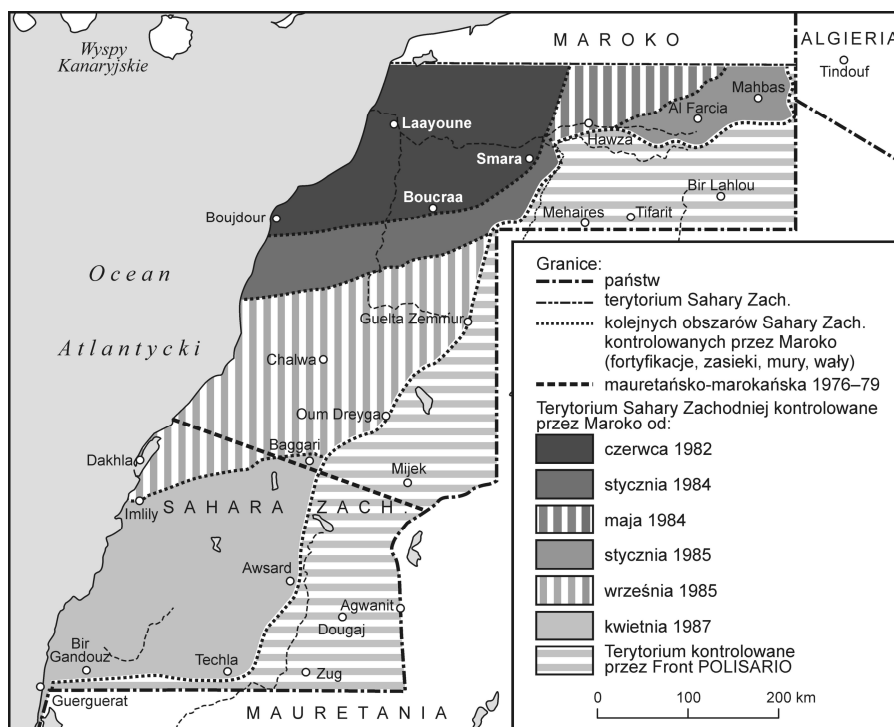 Wyspy
Kanaryjskie
MAROKO
ALGIERIA
Tindouf
Mahbas
Al Farcia
Laayoune
Hawza
Smara
Bir Lahlou
Boucraa
Boujdour
Mehaires
Tifarit
Ocean
Atlantycki
Guelta Zemmur
Chalwa
Oum Dreyga
Baggari
Dakhla
Mijek
Imlily
SAHARA ZACH.
Awsard
Agwanit
Dougaj
Bir
Gandouz
Techla
Zug
Guerguerat
MAURETANIA
Granice:
państw
terytorium Sahary Zach.
kolejnych obszarów Sahary Zach.
kontrolowanych przez Maroko
(fortyfikacje, zasieki, mury, wały)
mauretańsko-marokańska 1976–79
Terytorium Sahary Zachodniej kontrolowane
przez Maroko od:
czerwca 1982
stycznia 1984
maja 1984
stycznia 1985
września 1985
kwietnia 1987
Terytorium kontrolowane
przez Front POLISARIO
0 100 200 km